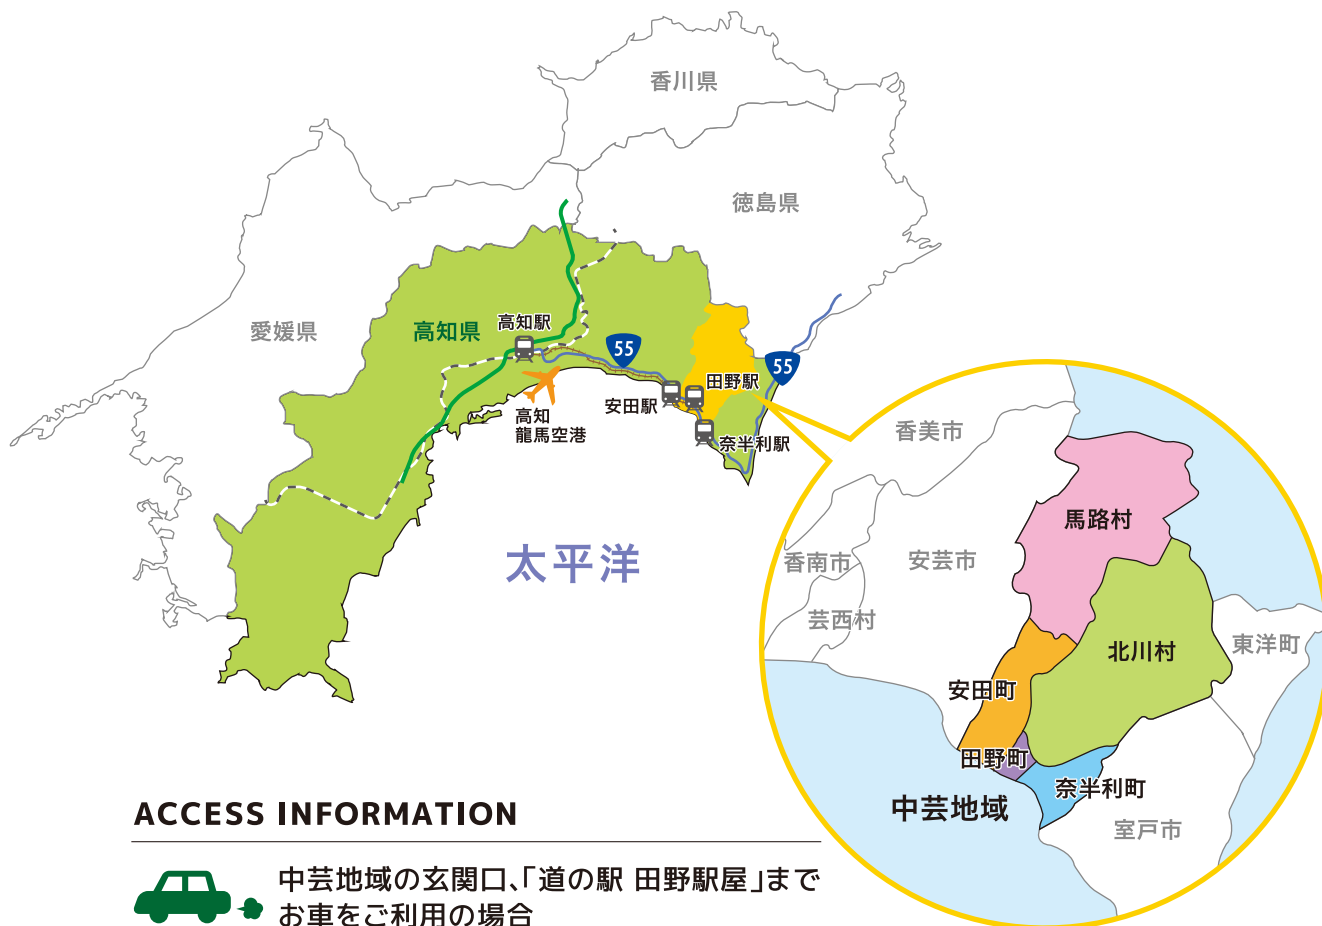 香川県
徳島県
愛媛県
高知県
高知駅
55
55
田野駅
安田駅
高知
龍馬空港
奈半利駅
太平洋
香美市
馬路村
安芸市
香南市
芸西村
北川村
東洋町
安田町
田野町
奈半利町
中芸地域
室戸市
ACCESS INFORMATION
中芸地域の玄関口、「道の駅 田野駅屋」まで
お車をご利用の場合